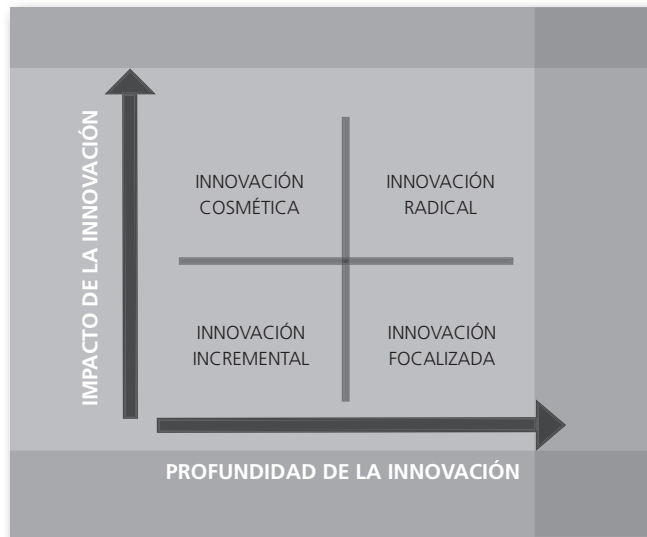 IMPACTO DE LA INNOVACIÓN
INNOVACIÓN
COSMÉTICA
INNOVACIÓN
RADICAL
INNOVACIÓN
INCREMENTAL
INNOVACIÓN
FOCALIZADA
PROFUNDIDAD DE LA INNOVACIÓN